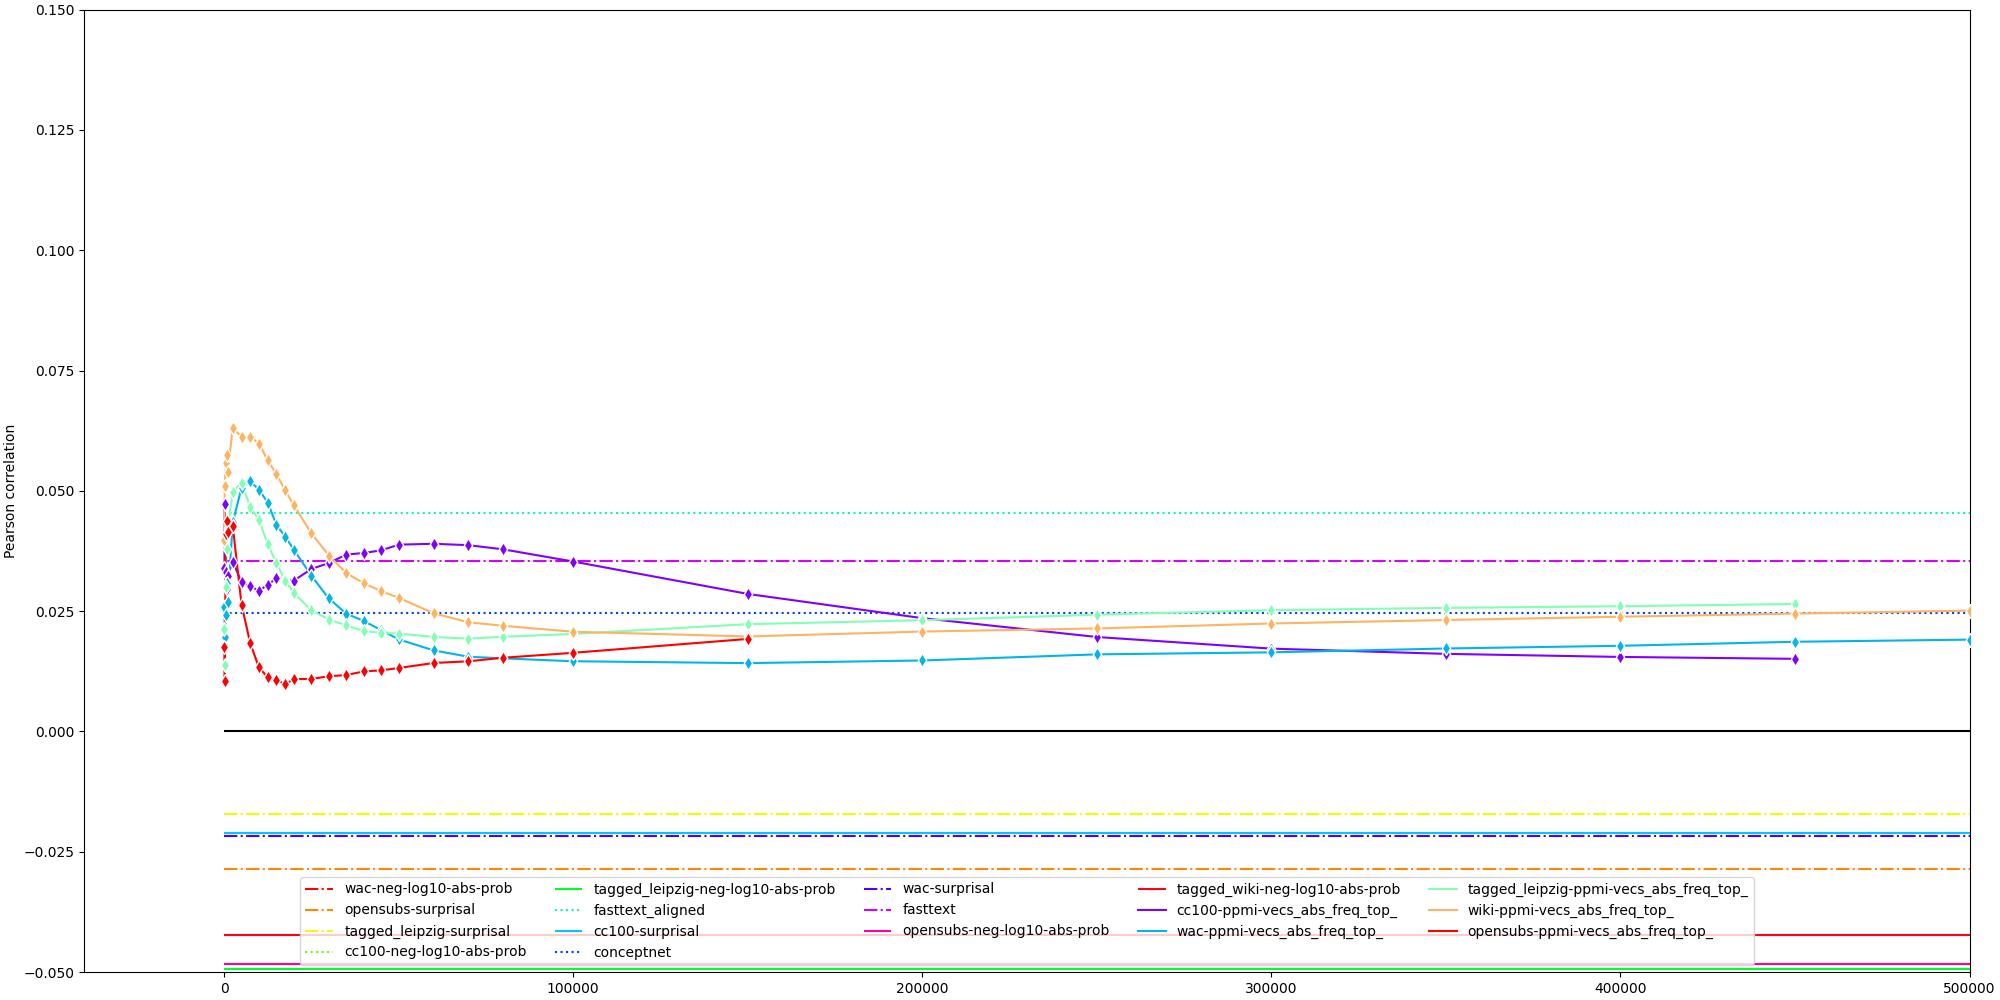 0.150
0.125
0.100
0.075
0.050
0.025
0.000
−0.025
−0.050
Pearson correlation
wac-neg-log10-abs-prob
opensubs-surprisal
tagged_leipzig-surprisal
cc100-neg-log10-abs-prob
tagged_leipzig-neg-log10-abs-prob
fasttext_aligned
cc100-surprisal
conceptnet
wac-surprisal
fasttext
opensubs-neg-log10-abs-prob
tagged_wiki-neg-log10-abs-prob
cc100-ppmi-vecs_abs_freq_top_
wac-ppmi-vecs_abs_freq_top_
tagged_leipzig-ppmi-vecs_abs_freq_top_
wiki-ppmi-vecs_abs_freq_top_
opensubs-ppmi-vecs_abs_freq_top_
0
100000
200000
300000
400000
500000